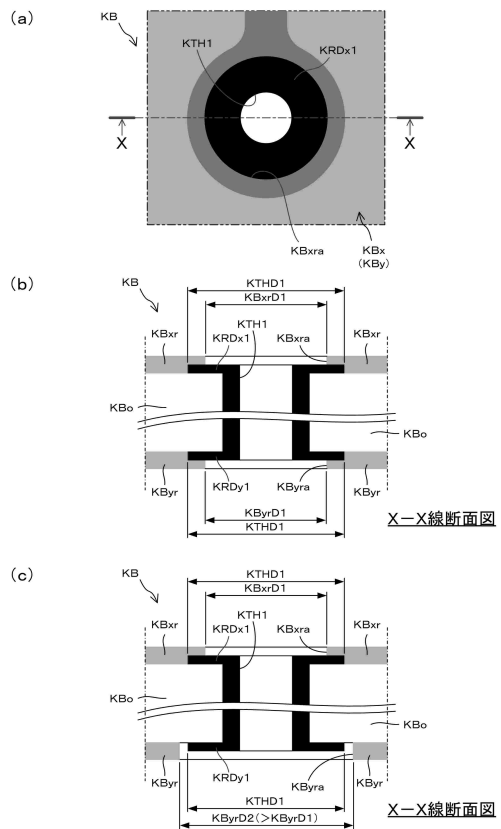 (a)
KB
KTH1
KRDx1
X
X
KBxra
KBx
(KBy)
(b)
KB
KTHD1
KBxrD1
KTH1
KBxr
KRDx1
KBxra
KBxr
KBo
KBo
KByr
KRDy1
KByra
KByr
KByrD1
KTHD1
X−X線断面図
(c)
KB
KTHD1
KBxrD1
KTH1
KBxr
KRDx1
KBxra
KBxr
KBo
KBo
KByr
KRDy1
KByra
KByr
KTHD1
KByrD2(>KByrD1)
X−X線断面図